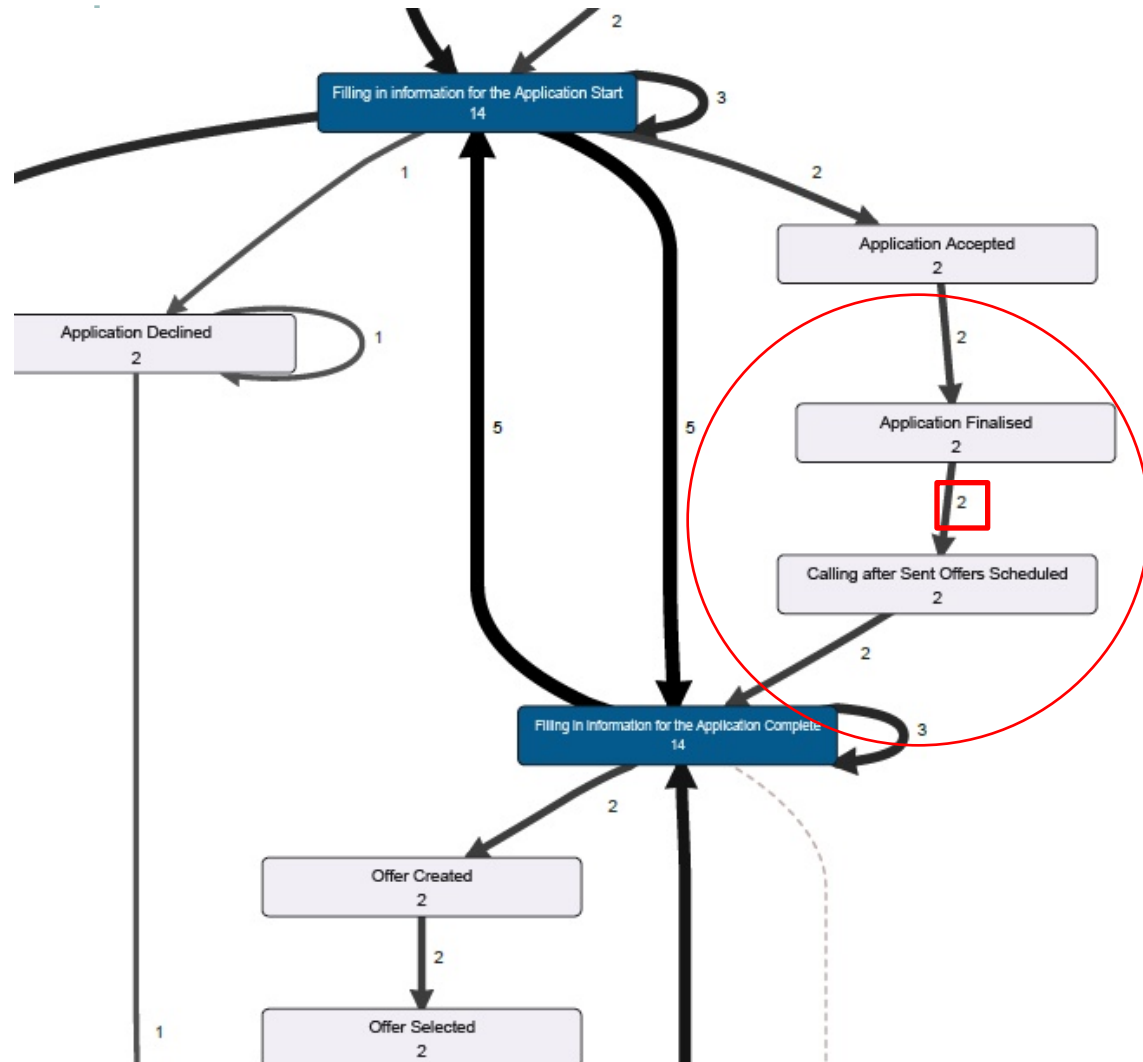 2
Filling in information for the Application Start
14
3
1
2
Application Accepted
2
Application Declined
2
1
2
Application Finalised
2
5
5
2
Calling after Sent Offers Scheduled
2
2
Filling in Information for the Application Complete
14
3
2
Offer Created
2
2
Offer Selected
2
1